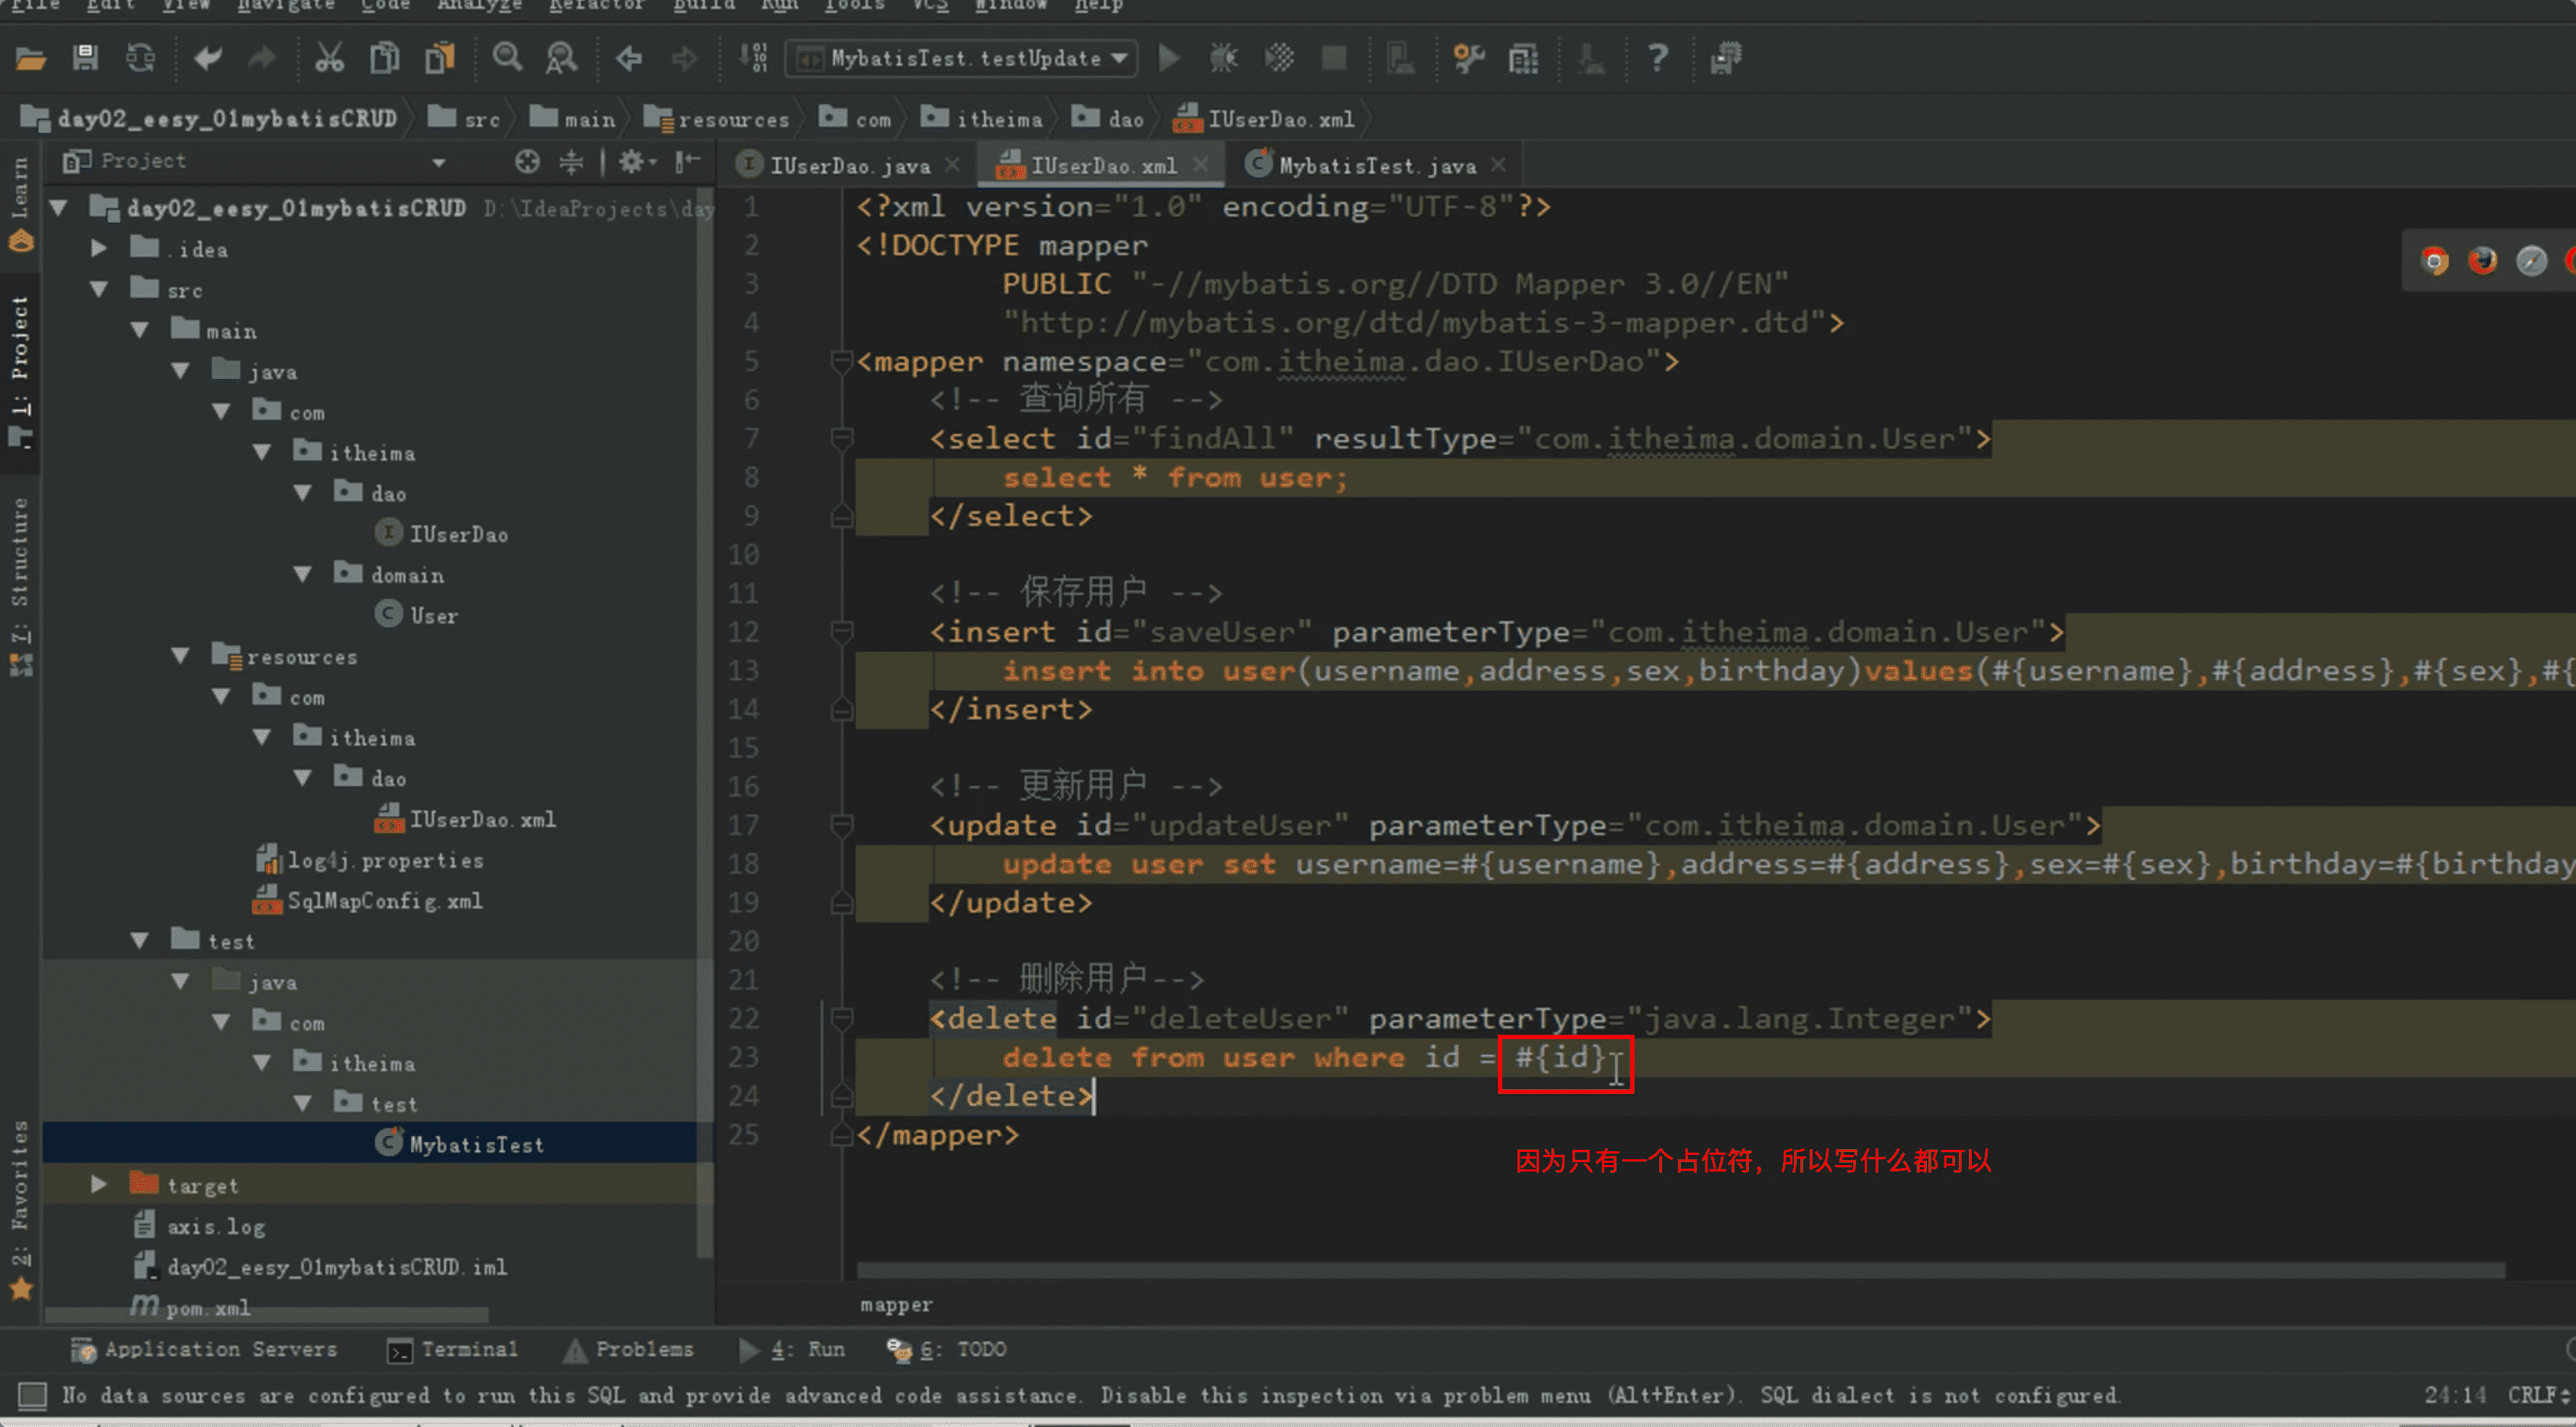 File Edit View Navigate Code Analyze Refactor Build Run Tools VCS Window Help
MybatisTest.testUpdate
day02_eesy_01mybatisCRUD src main resources com itheima dao IUserDao.xml
Project
IUserDao.java IUserDao.xml MybatisTest.java
Learn
1: Project
7: Structure
2: Favorites
day02_eesy_01mybatisCRUD D:\IdeaProjects\day
.idea
src
main
java
com
itheima
dao
IUserDao
domain
User
resources
com
itheima
dao
IUserDao.xml
log4j.properties
SqlMapConfig.xml
test
java
com
itheima
test
MybatisTest
target
axis.log
day02_eesy_01mybatisCRUD.iml
pom.xml
1 <?xml version="1.0" encoding="UTF-8"?>
2 <!DOCTYPE mapper
3 PUBLIC "-//mybatis.org//DTD Mapper 3.0//EN"
4 "http://mybatis.org/dtd/mybatis-3-mapper.dtd">
5 <mapper namespace="com.itheima.dao.IUserDao">
6 <!-- 查询所有 -->
7 <select id="findAll" resultType="com.itheima.domain.User">
8 select * from user;
9 </select>
10
11 <!-- 保存用户 -->
12 <insert id="saveUser" parameterType="com.itheima.domain.User">
13 insert into user(username,address,sex,birthday)values(#{username},#{address},#{sex},#{
14 </insert>
15
16 <!-- 更新用户 -->
17 <update id="updateUser" parameterType="com.itheima.domain.User">
18 update user set username=#{username},address=#{address},sex=#{sex},birthday=#{birthday
19 </update>
20
21 <!-- 删除用户-->
22 <delete id="deleteUser" parameterType="java.lang.Integer">
23 delete from user where id = #{id}
24 </delete>
25 </mapper>
因为只有一个占位符，所以写什么都可以
mapper
Application Servers Terminal Problems 4: Run 6: TODO
No data sources are configured to run this SQL and provide advanced code assistance. Disable this inspection via problem menu (Alt+Enter). SQL dialect is not configured. 24:14 CRLF